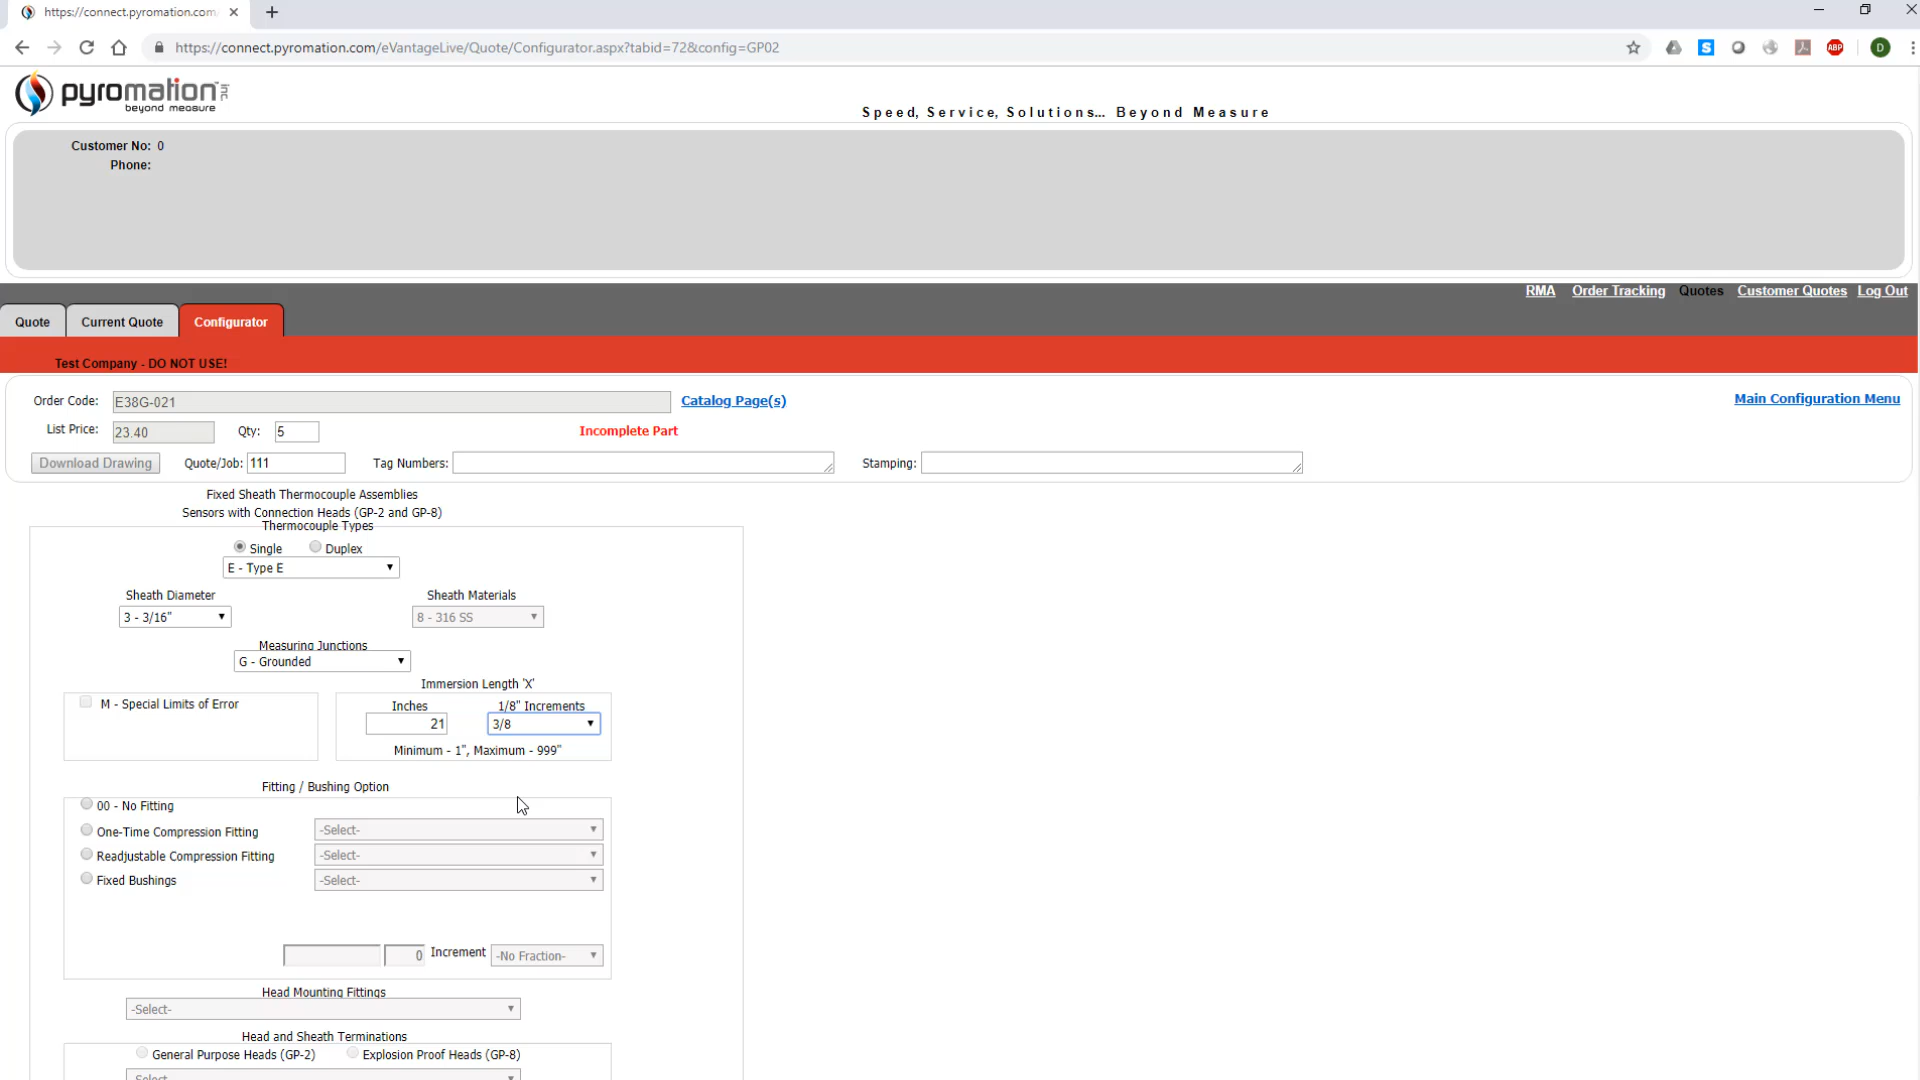 https://connect.pyromation.com
https://connect.pyromation.com/eVantageLive/Quote/Configurator.aspx?tabid=72&config=GP02
S
ABP
D
pyromation inc
beyond measure
Speed, Service, Solutions... Beyond Measure
Customer No: 0
Phone:
RMA Order Tracking Quotes Customer Quotes Log Out
Quote Current Quote Configurator
Test Company - DO NOT USE!
Order Code: E38G-021 Catalog Page(s) Main Configuration Menu
List Price: 23.40 Qty: 5 Incomplete Part
Download Drawing Quote/Job: 111 Tag Numbers: Stamping:
Fixed Sheath Thermocouple Assemblies
Sensors with Connection Heads (GP-2 and GP-8)
Thermocouple Types
Single Duplex
E - Type E
Sheath Diameter Sheath Materials
3 - 3/16" 8 - 316 SS
Measuring Junctions
G - Grounded
Immersion Length 'X'
M - Special Limits of Error Inches 1/8" Increments
21 3/8
Minimum - 1", Maximum - 999"
Fitting / Bushing Option
00 - No Fitting
One-Time Compression Fitting -Select-
Readjustable Compression Fitting -Select-
Fixed Bushings -Select-
0 Increment -No Fraction-
Head Mounting Fittings
-Select-
Head and Sheath Terminations
General Purpose Heads (GP-2) Explosion Proof Heads (GP-8)
-Select-